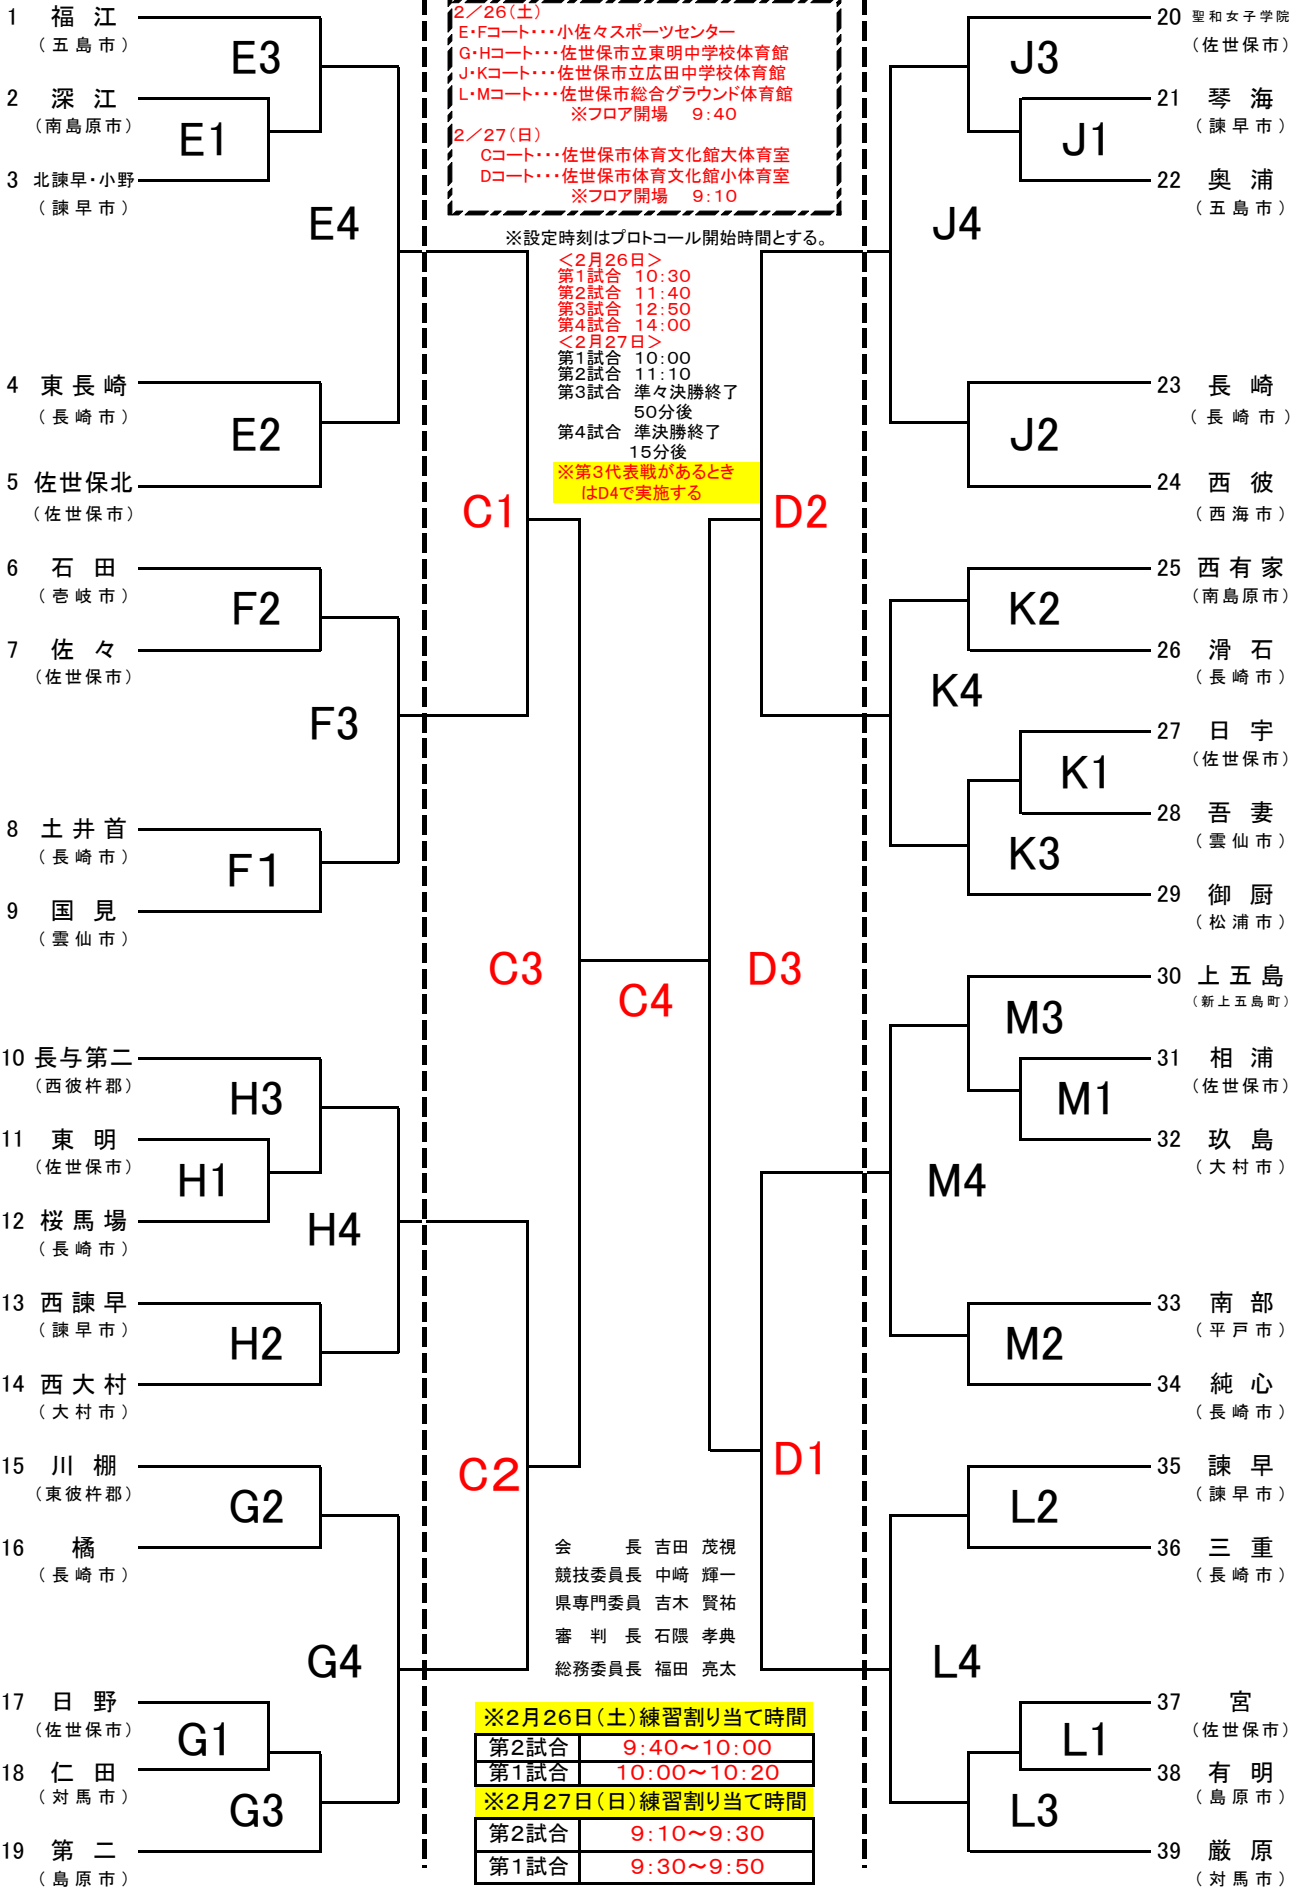 1 福江
（五島市）
E3
2 深江
（南島原市）
E1
3 北諫早・小野
（諫早市）
E4
4 東長崎
（長崎市）
E2
5 佐世保北
（佐世保市）
C1
6 石田
（壱岐市）
F2
7 佐々
（佐世保市）
F3
8 土井首
（長崎市）
F1
9 国見
（雲仙市）
C3
10 長与第二
（西彼杵郡）
H3
11 東明
（佐世保市）
H1
12 桜馬場
（長崎市）
H4
13 西諫早
（諫早市）
H2
14 西大村
（大村市）
C2
15 川棚
（東彼杵郡）
G2
16 橘
（長崎市）
G4
17 日野
（佐世保市）
G1
18 仁田
（対馬市）
G3
19 第二
（島原市）
2／26（土）
E・Fコート・・・小佐々スポーツセンター
G・Hコート・・・佐世保市立東明中学校体育館
J・Kコート・・・佐世保市立広田中学校体育館
L・Mコート・・・佐世保市総合グラウンド体育館
※フロア開場 9：40
2／27（日）
Cコート・・・佐世保市体育文化館大体育室
Dコート・・・佐世保市体育文化館小体育室
※フロア開場 9：10
※設定時刻はプロトコール開始時間とする。
＜2月26日＞
第1試合 10：30
第2試合 11：40
第3試合 12：50
第4試合 14：00
＜2月27日＞
第1試合 10：00
第2試合 11：10
第3試合 準々決勝終了
50分後
第4試合 準決勝終了
15分後
※第3代表戦があるとき
はD4で実施する
C4
会長 吉田 茂視
競技委員長 中﨑 輝一
県専門委員 吉木 賢祐
審判長 石隈 孝典
総務委員長 福田 亮太
※2月26日（土）練習割り当て時間
第2試合 9：40～10：00
第1試合 10：00～10：20
※2月27日（日）練習割り当て時間
第2試合 9：10～9：30
第1試合 9：30～9：50
20 聖和女子学院
（佐世保市）
J3
21 琴海
（諫早市）
J1
22 奥浦
（五島市）
J4
23 長崎
（長崎市）
J2
24 西彼
（西海市）
D2
25 西有家
（南島原市）
K2
26 滑石
（長崎市）
K4
27 日宇
（佐世保市）
K1
28 吾妻
（雲仙市）
K3
29 御厨
（松浦市）
D3
30 上五島
（新上五島町）
M3
31 相浦
（佐世保市）
M1
32 玖島
（大村市）
M4
33 南部
（平戸市）
M2
34 純心
（長崎市）
D1
35 諫早
（諫早市）
L2
36 三重
（長崎市）
L4
37 宮
（佐世保市）
L1
38 有明
（島原市）
L3
39 厳原
（対馬市）